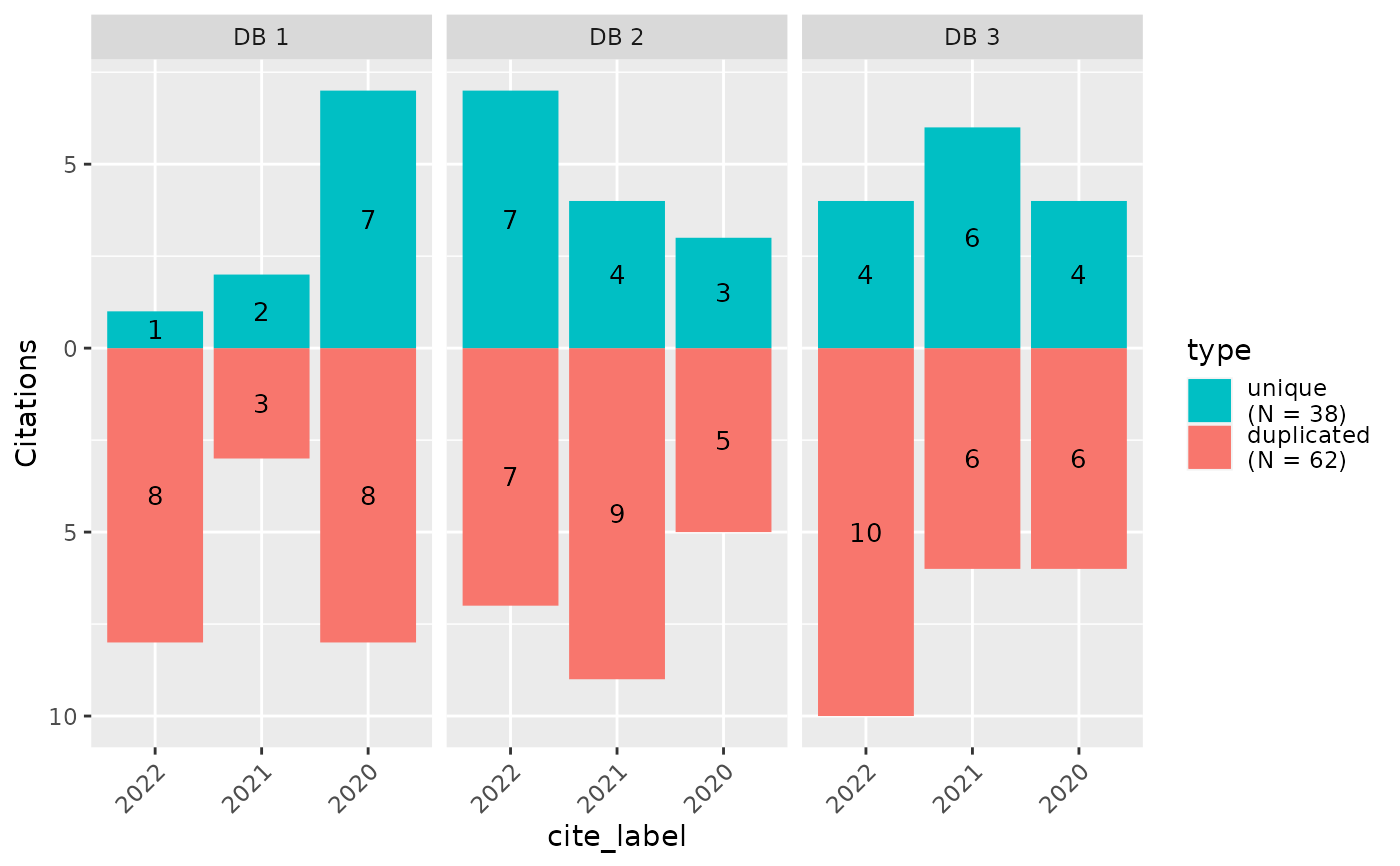 DB 1 DB 2 DB 3
Citations
5
0
5
10
7 7 6
1 2 4 3 4 4
8 3 8 7 9 5 10 6 6
2022 2021 2020 2022 2021 2020 2022 2021 2020
cite_label
type
unique
(N = 38)
duplicated
(N = 62)